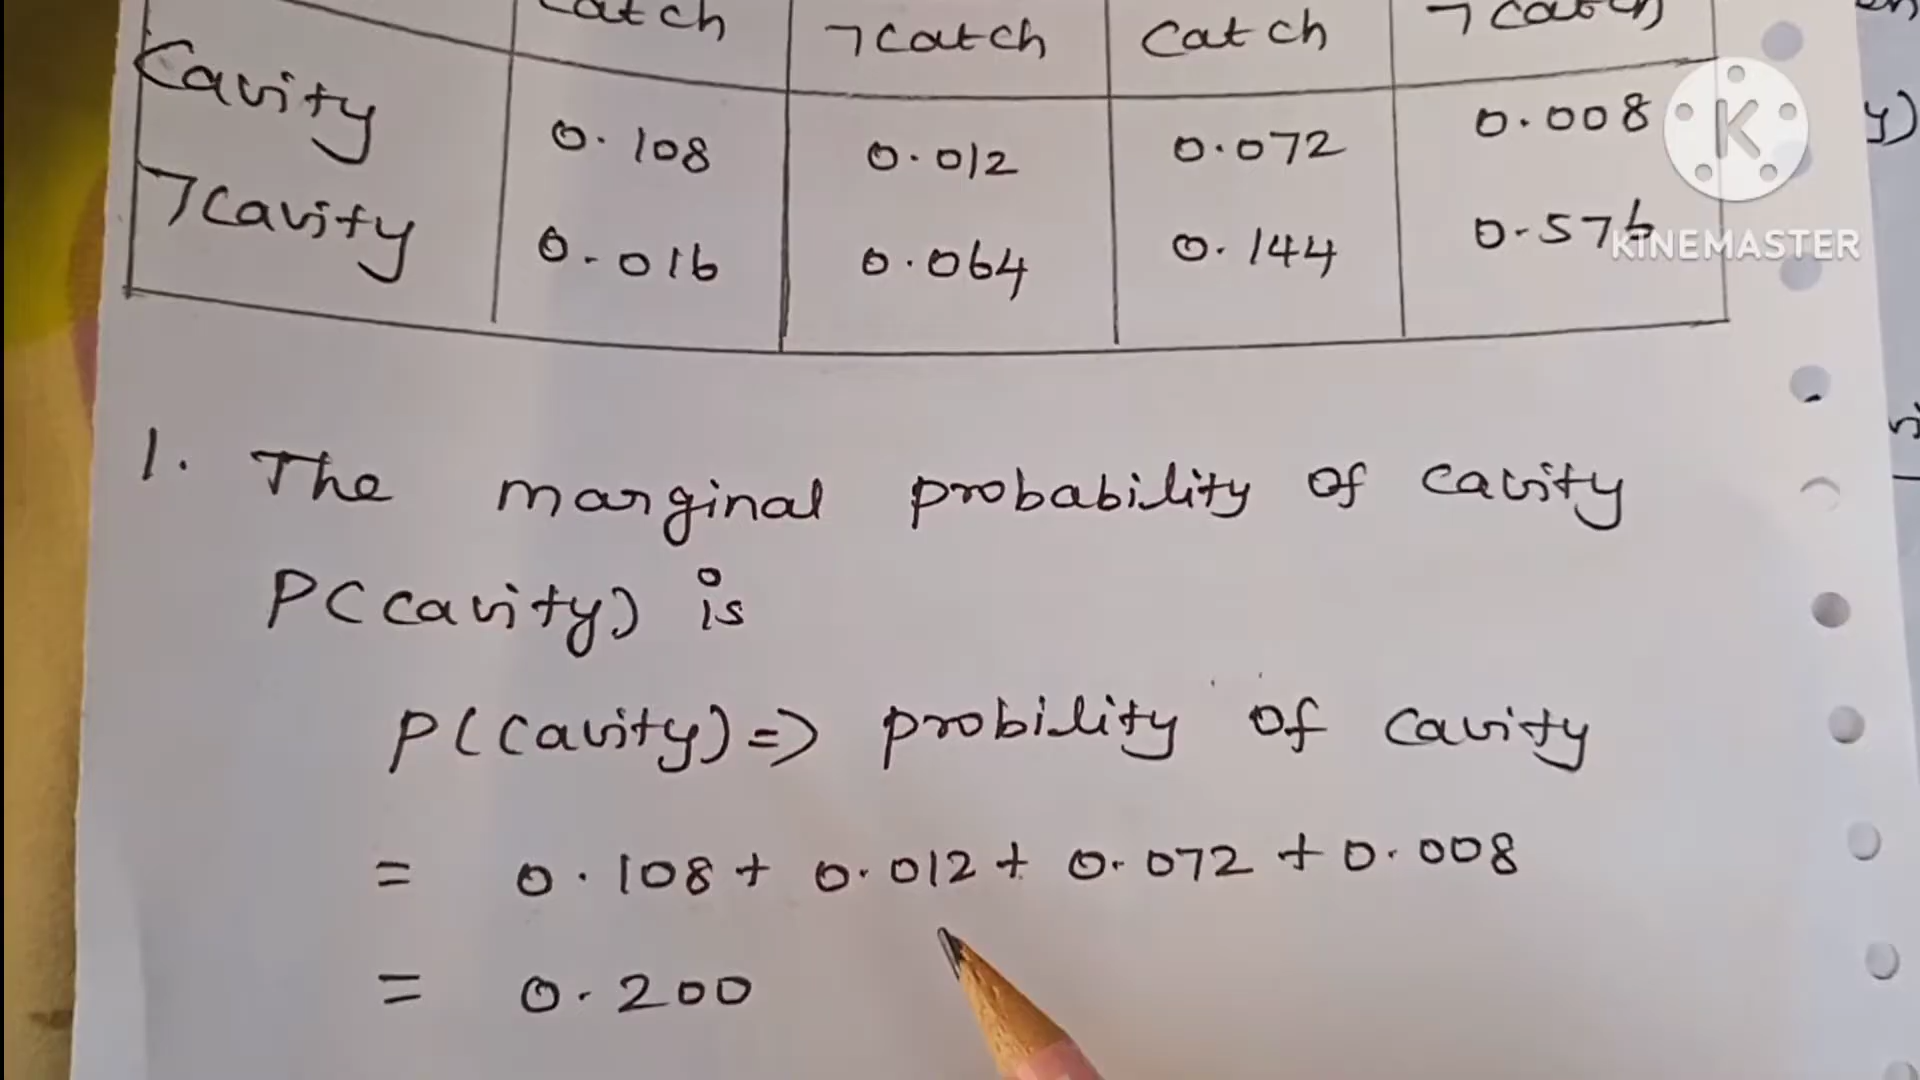 catch ¬catch catch ¬catch
Cavity 0.108 0.012 0.072 0.008
¬Cavity 0.016 0.064 0.144 0.576
KINEMASTER
1. The marginal probability of cavity
P(cavity) is
P(cavity) => probility of cavity
= 0.108 + 0.012 + 0.072 + 0.008
= 0.200
y)